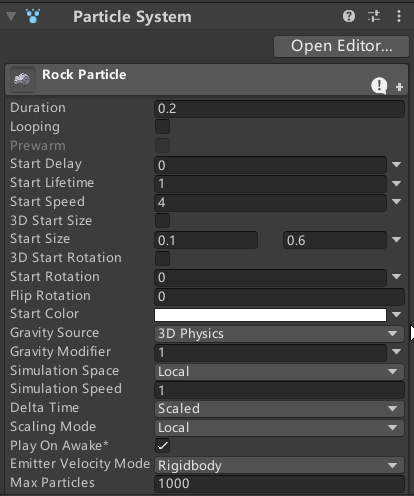 Particle System
Open Editor...
Rock Particle
Duration 0.2
Looping
Prewarm
Start Delay 0
Start Lifetime 1
Start Speed 4
3D Start Size
Start Size 0.1 0.6
3D Start Rotation
Start Rotation 0
Flip Rotation 0
Start Color
Gravity Source 3D Physics
Gravity Modifier 1
Simulation Space Local
Simulation Speed 1
Delta Time Scaled
Scaling Mode Local
Play On Awake*
Emitter Velocity Mode Rigidbody
Max Particles 1000